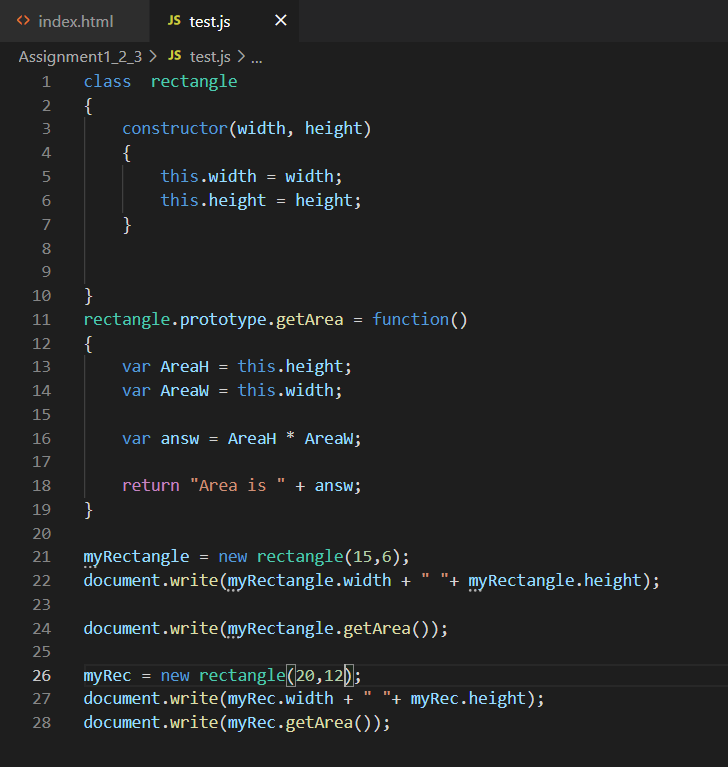 <> index.html JS test.js ×
Assignment1_2_3 > JS test.js > ...
1 class  rectangle
2 {
3     constructor(width, height)
4     {
5         this.width = width;
6         this.height = height;
7     }
8
9
10 }
11 rectangle.prototype.getArea = function()
12 {
13     var AreaH = this.height;
14     var AreaW = this.width;
15
16     var answ = AreaH * AreaW;
17
18     return "Area is " + answ;
19 }
20
21 myRectangle = new rectangle(15,6);
22 document.write(myRectangle.width + " "+ myRectangle.height);
23
24 document.write(myRectangle.getArea());
25
26 myRec = new rectangle(20,12);
27 document.write(myRec.width + " "+ myRec.height);
28 document.write(myRec.getArea());